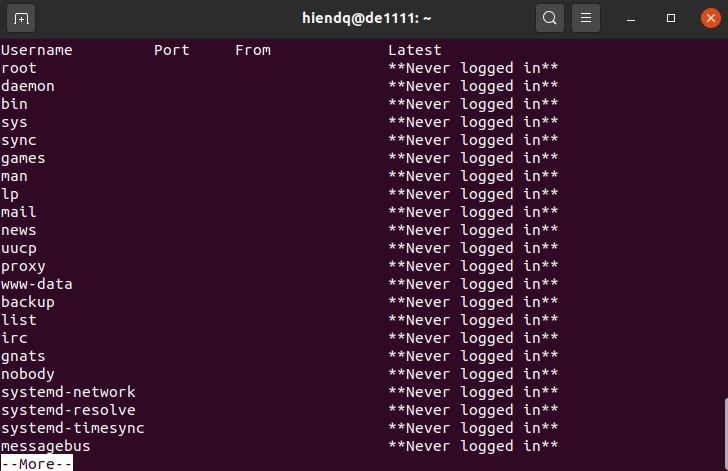 hiendq@de1111: ~
Username Port From Latest
root **Never logged in**
daemon **Never logged in**
bin **Never logged in**
sys **Never logged in**
sync **Never logged in**
games **Never logged in**
man **Never logged in**
lp **Never logged in**
mail **Never logged in**
news **Never logged in**
uucp **Never logged in**
proxy **Never logged in**
www-data **Never logged in**
backup **Never logged in**
list **Never logged in**
irc **Never logged in**
gnats **Never logged in**
nobody **Never logged in**
systemd-network **Never logged in**
systemd-resolve **Never logged in**
systemd-timesync **Never logged in**
messagebus **Never logged in**
--More--